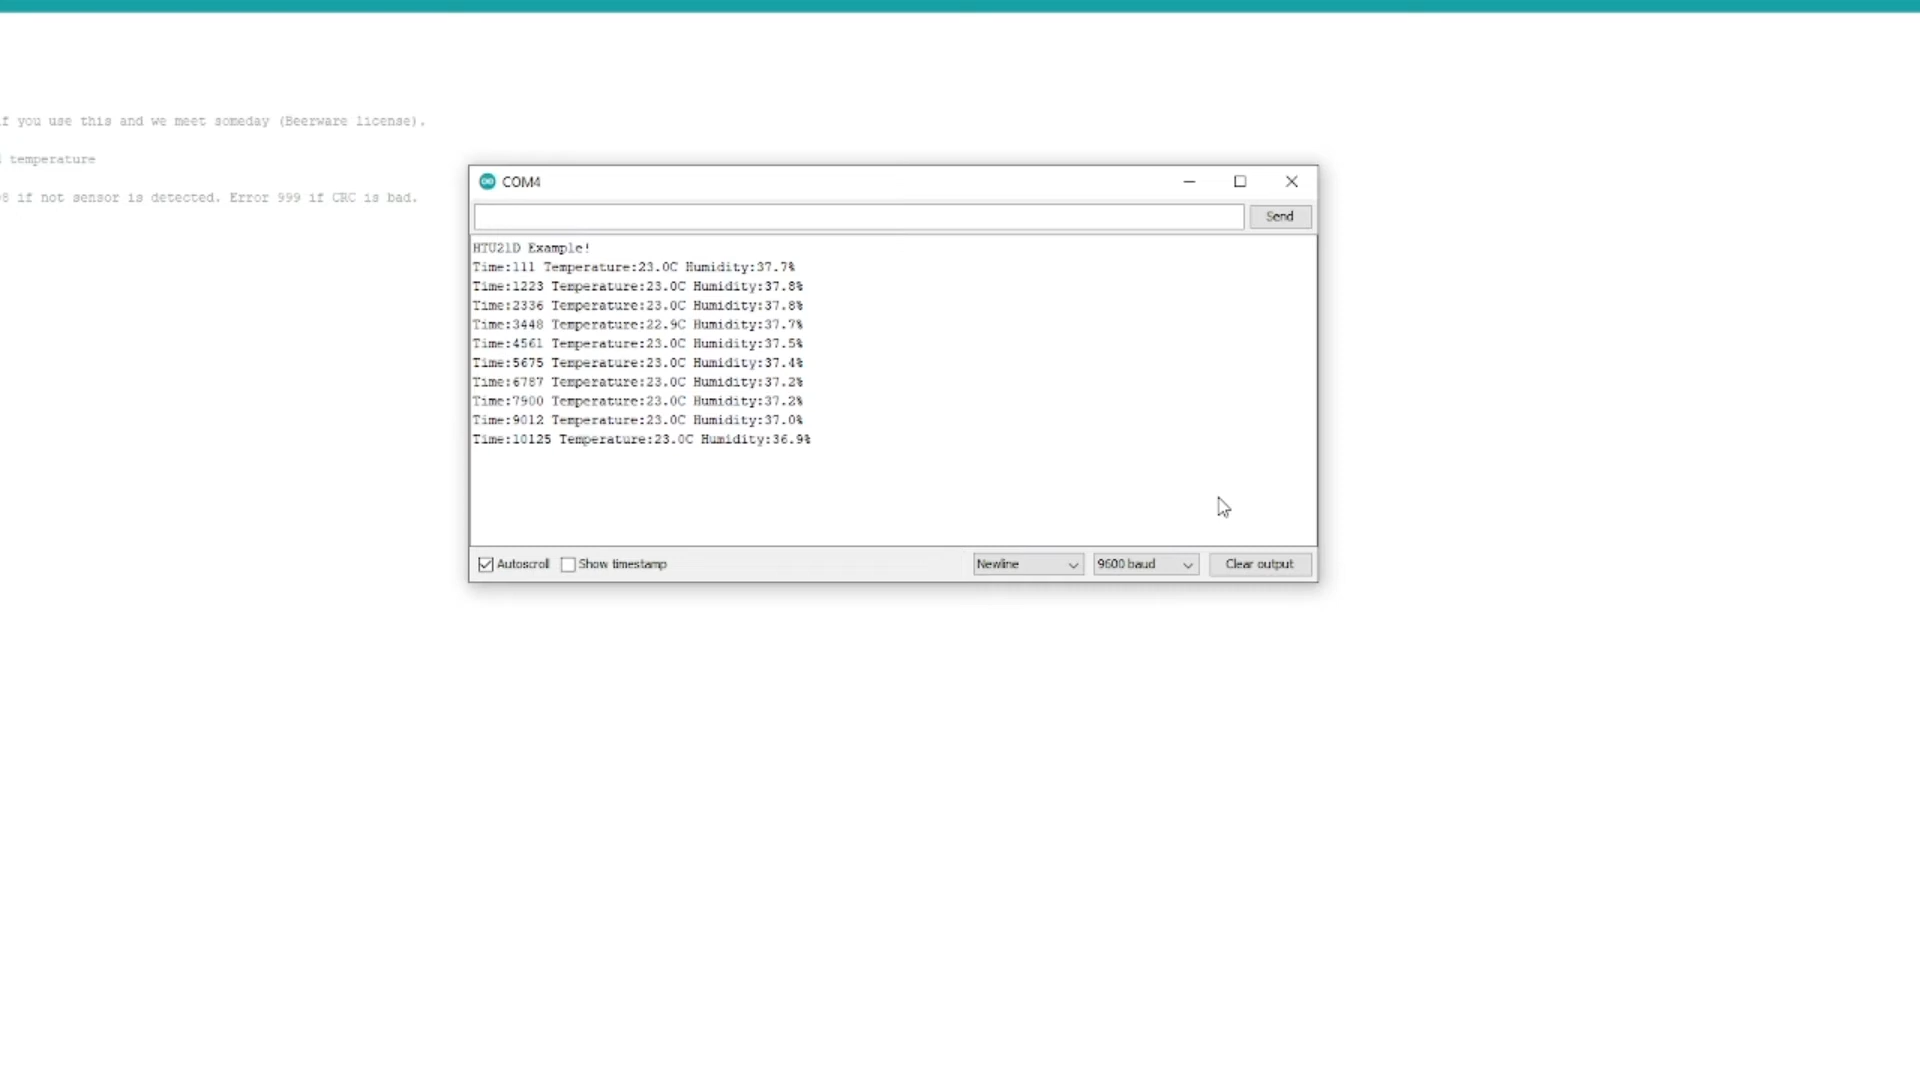 if you use this and we meet someday (Beerware license).
temperature
8 if not sensor is detected. Error 999 if CRC is bad.
COM4
Send
HTU21D Example!
Time:111 Temperature:23.0C Humidity:37.7%
Time:1223 Temperature:23.0C Humidity:37.8%
Time:2336 Temperature:23.0C Humidity:37.8%
Time:3448 Temperature:22.9C Humidity:37.7%
Time:4561 Temperature:23.0C Humidity:37.5%
Time:5675 Temperature:23.0C Humidity:37.4%
Time:6787 Temperature:23.0C Humidity:37.2%
Time:7900 Temperature:23.0C Humidity:37.2%
Time:9012 Temperature:23.0C Humidity:37.0%
Time:10125 Temperature:23.0C Humidity:36.9%
Autoscroll Show timestamp Newline 9600 baud Clear output